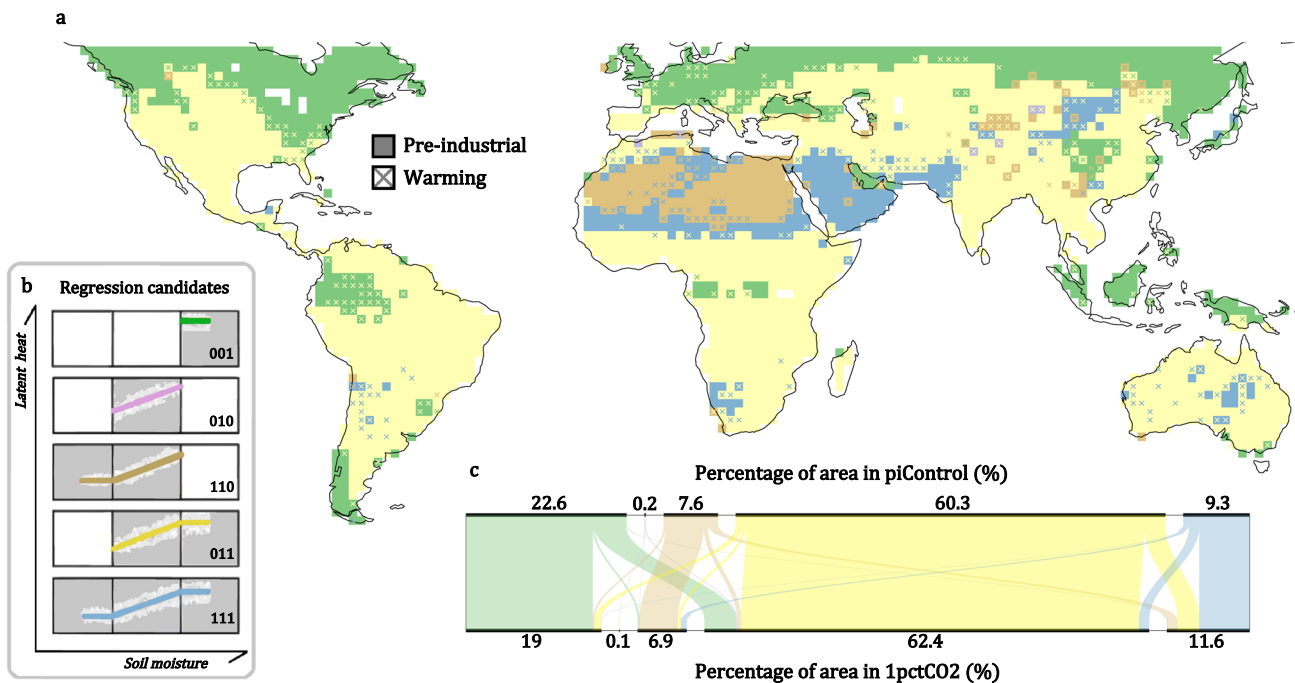 a
Pre-industrial
Warming
b
Regression candidates
Latent heat
001
010
110
011
111
Soil moisture
c
Percentage of area in piControl (%)
22.6 0.2 7.6 60.3 9.3
19 0.1 6.9 62.4 11.6
Percentage of area in 1pctCO2 (%)